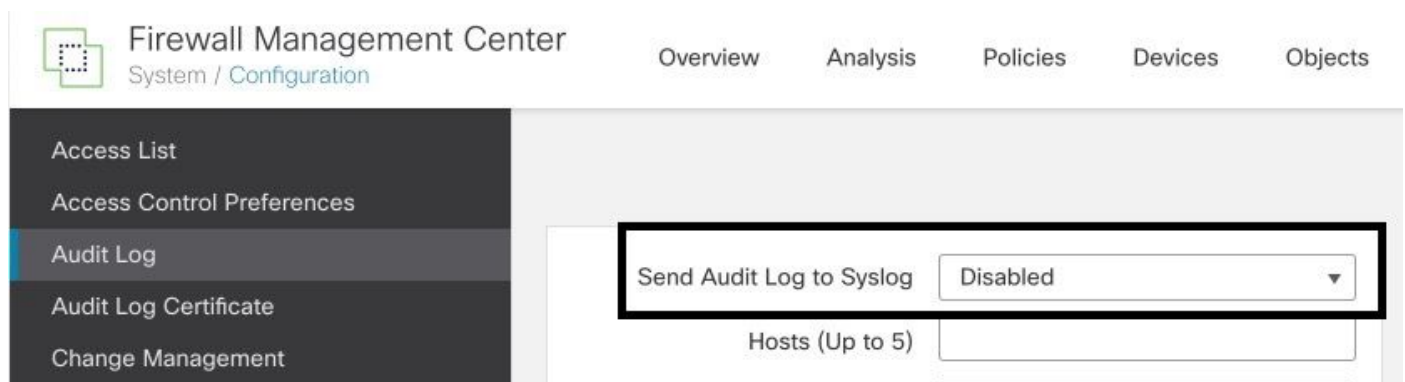 Firewall Management Center
System / Configuration
Overview Analysis Policies Devices Objects
Access List
Access Control Preferences
Audit Log
Audit Log Certificate
Change Management
Send Audit Log to Syslog Disabled
Hosts (Up to 5)